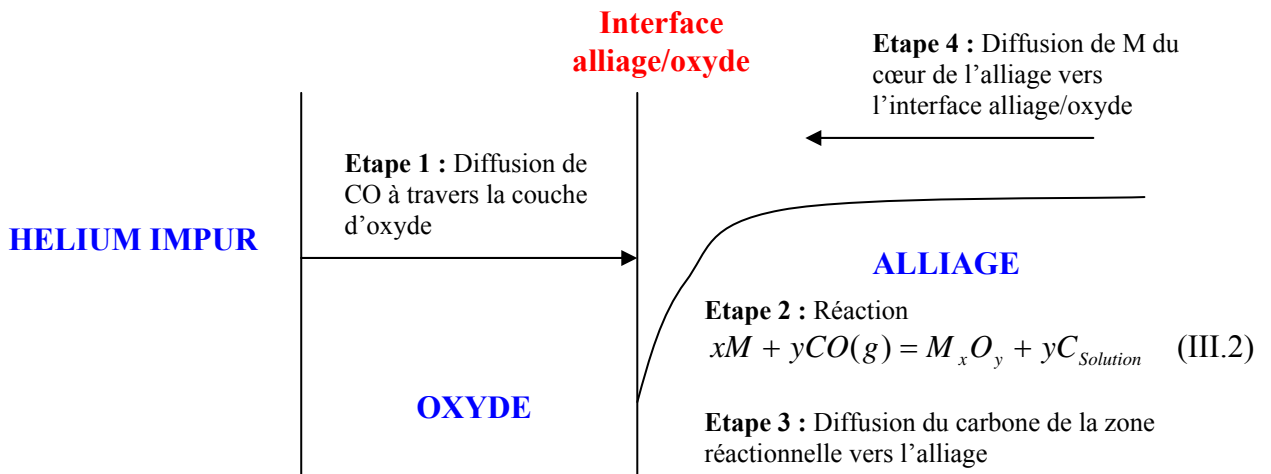 Interface
alliage/oxyde
Etape 4 : Diffusion de M du
cœur de l'alliage vers
l'interface alliage/oxyde
Etape 1 : Diffusion de
CO à travers la couche
d'oxyde
HELIUM IMPUR
ALLIAGE
Etape 2 : Réaction
xM + yCO(g) = M_xO_y + yC_Solution (III.2)
OXYDE
Etape 3 : Diffusion du carbone de la zone
réactionnelle vers l'alliage